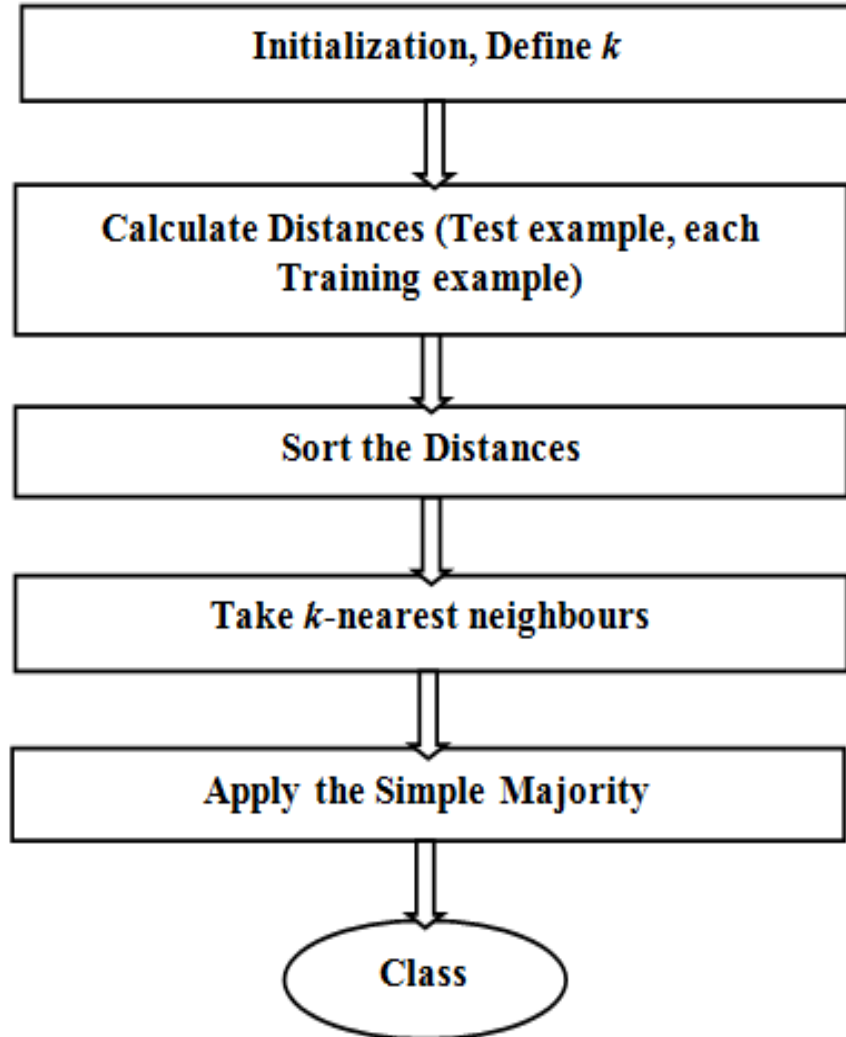 Initialization, Define k
Calculate Distances (Test example, each
Training example)
Sort the Distances
Take k-nearest neighbours
Apply the Simple Majority
Class